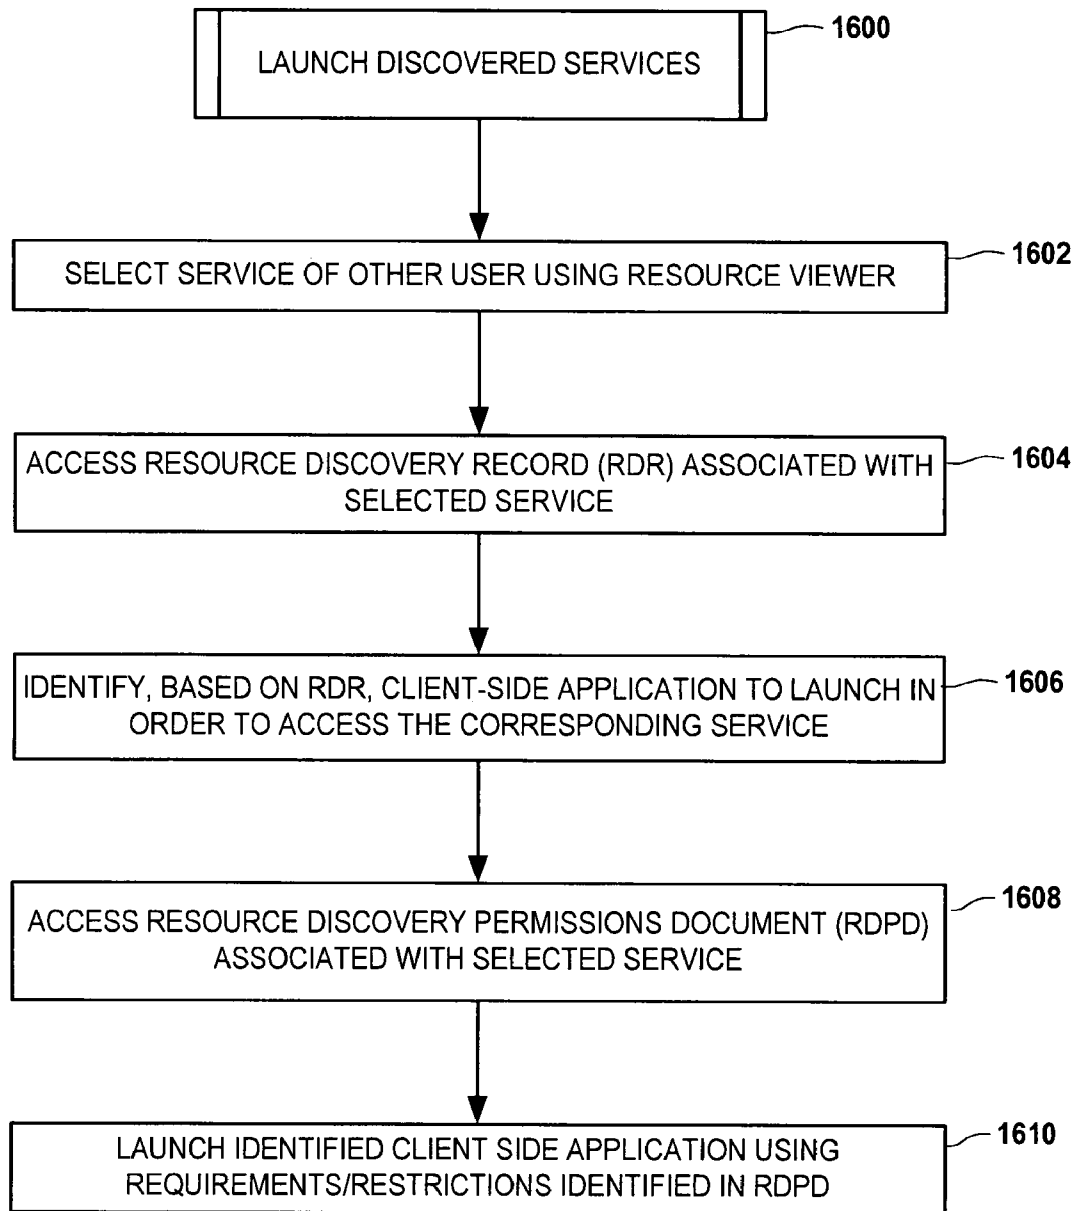 LAUNCH DISCOVERED SERVICES
1600
SELECT SERVICE OF OTHER USER USING RESOURCE VIEWER
1602
ACCESS RESOURCE DISCOVERY RECORD (RDR) ASSOCIATED WITH
SELECTED SERVICE
1604
IDENTIFY, BASED ON RDR, CLIENT-SIDE APPLICATION TO LAUNCH IN
ORDER TO ACCESS THE CORRESPONDING SERVICE
1606
ACCESS RESOURCE DISCOVERY PERMISSIONS DOCUMENT (RDPD)
ASSOCIATED WITH SELECTED SERVICE
1608
LAUNCH IDENTIFIED CLIENT SIDE APPLICATION USING
REQUIREMENTS/RESTRICTIONS IDENTIFIED IN RDPD
1610